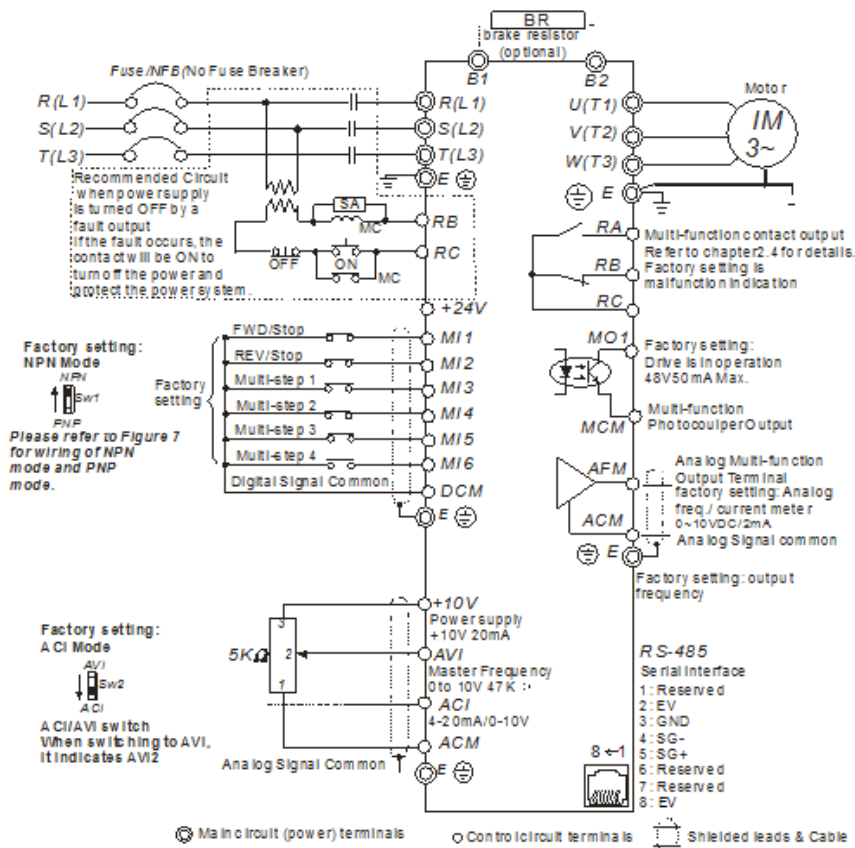 BR
brake resistor
(optional)
B1
B2
Fuse/NFB(No Fuse Breaker)
Motor
R(L1)
R(L1)
U(T1)
IM
3~
S(L2)
S(L2)
V(T2)
T(L3)
T(L3)
W(T3)
E
E
Recommended Circuit
when power supply
is turned OFF by a
fault output
If the fault occurs, the
contact will be ON to
turn off the power and
protect the power system.
SA
MC
RB
OFF
ON
MC
RC
RA
Multi-function contact output
Refer to chapter2.4 for details.
RB
Factory setting is
malfunction indication
RC
+24V
FWD/Stop
MI1
REV/Stop
MI2
Multi-step 1
MI3
Multi-step 2
MI4
Multi-step 3
MI5
Multi-step 4
MI6
Digital Signal Common
DCM
E
Factory
setting
Factory setting:
NPN Mode
NPN
Sw1
PNP
Please refer to Figure 7
for wiring of NPN
mode and PNP
mode.
MO1
Factory setting:
Drive is in operation
48V50mA Max.
Multi-function
Photocoulper Output
MCM
AFM
Analog Multi-function
Output Terminal
factory setting: Analog
freq./ current meter
0~10VDC/2mA
ACM
Analog Signal common
E
Factory setting: output
frequency
+10V
Power supply
+10V 20mA
3
5KΩ
2
1
AVI
Master Frequency
0 to 10V 47K
ACI
4-20mA/0-10V
ACM
Analog Signal Common
E
Factory setting:
ACI Mode
AVI
Sw2
ACI
ACI/AVI switch
When switching to AVI,
it indicates AVI2
RS-485
Serial interface
1: Reserved
2: EV
3: GND
4: SG-
5: SG+
6: Reserved
7: Reserved
8: EV
8←1
Main circuit (power) terminals
Control circuit terminals
Shielded leads & Cable